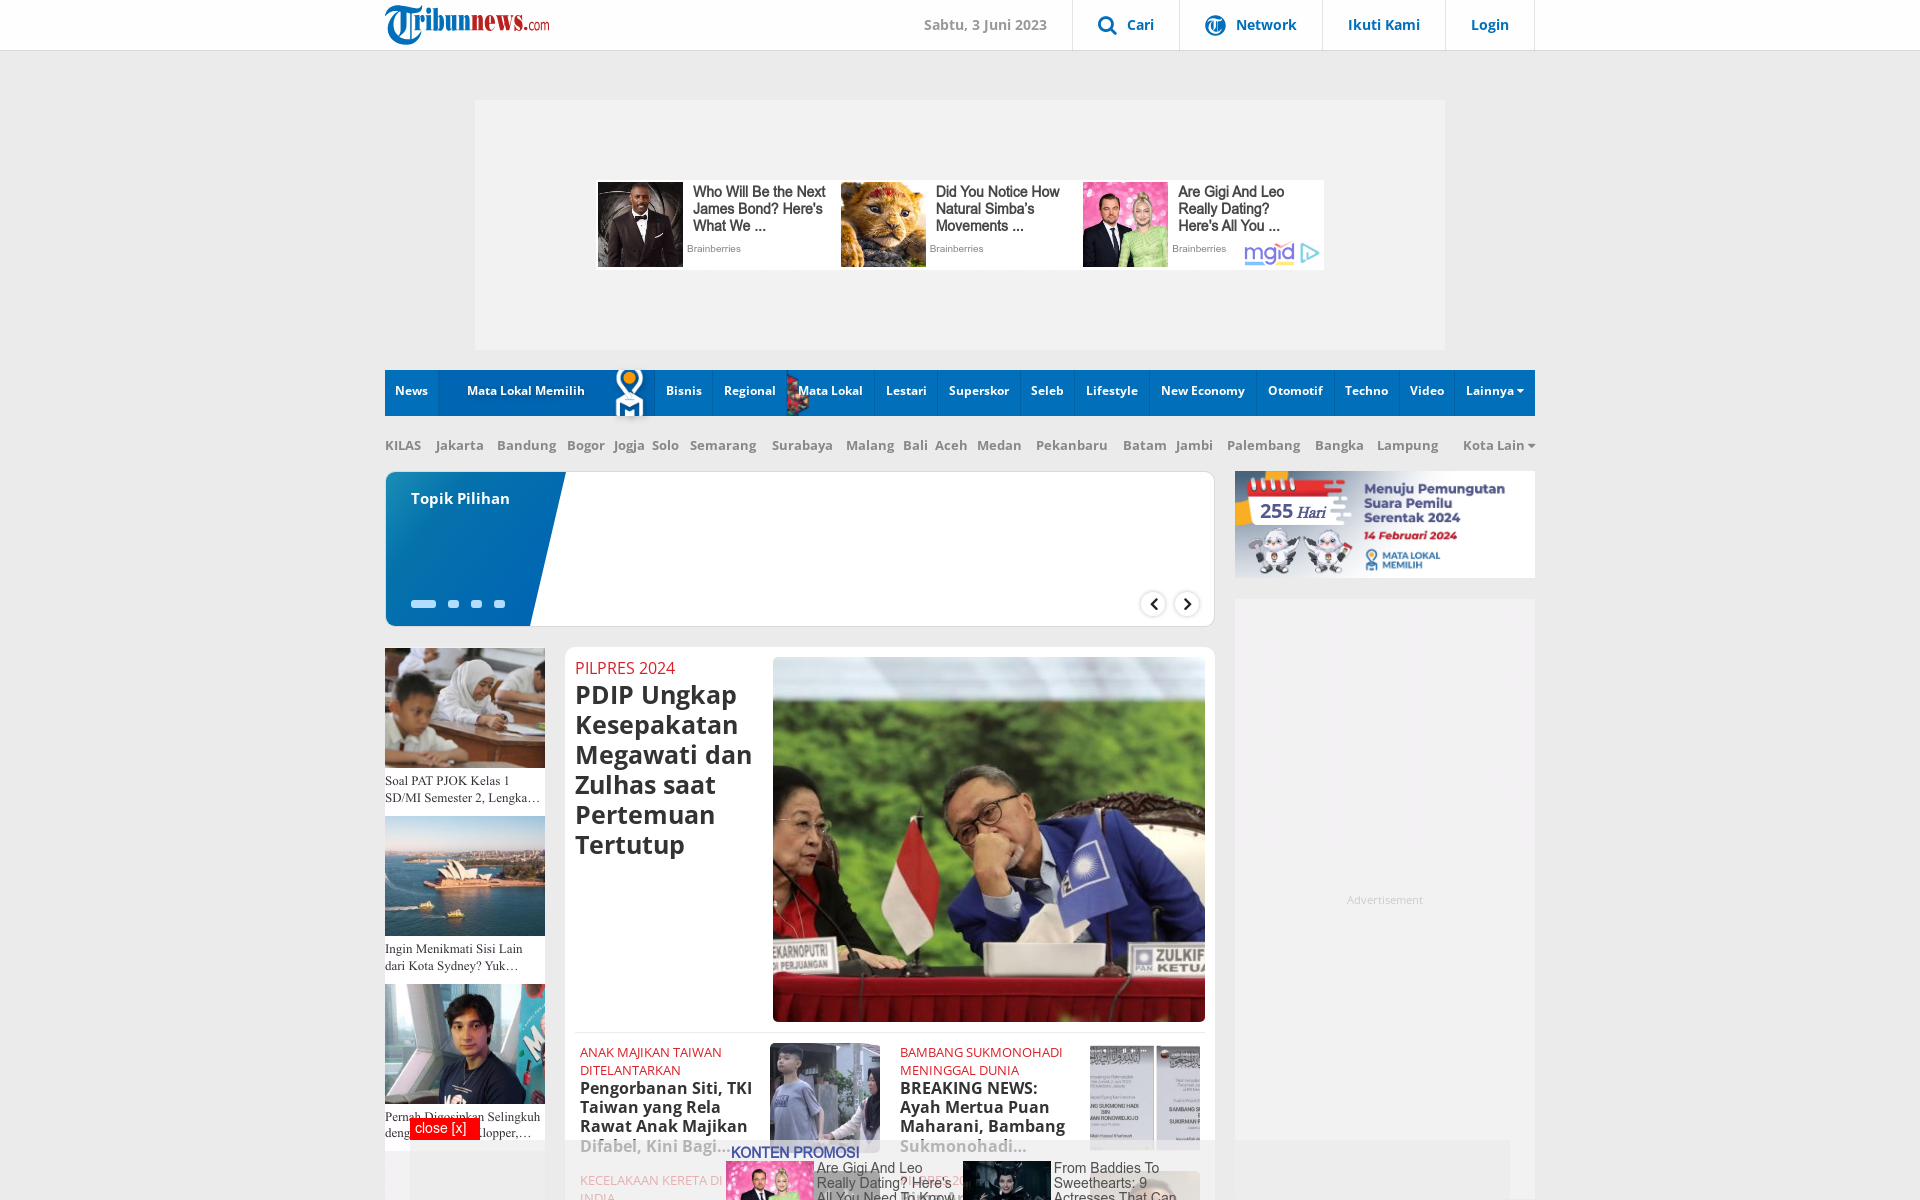 Tribunnews.com
Sabtu, 3 Juni 2023
Cari
Network
Ikuti Kami
Login
Who Will Be the Next
James Bond? Here's
What We ...
Brainberries
Did You Notice How
Natural Simba's
Movements ...
Brainberries
Are Gigi And Leo
Really Dating?
Here's All You ...
Brainberries
mgid
News
Mata Lokal Memilih
Bisnis
Regional
Mata Lokal
Lestari
Superskor
Seleb
Lifestyle
New Economy
Otomotif
Techno
Video
Lainnya
KILAS
Jakarta
Bandung
Bogor
Jogja
Solo
Semarang
Surabaya
Malang
Bali
Aceh
Medan
Pekanbaru
Batam
Jambi
Palembang
Bangka
Lampung
Kota Lain
Topik Pilihan
255 Hari
Menuju Pemungutan
Suara Pemilu
Serentak 2024
14 Februari 2024
MATA LOKAL
MEMILIH
Soal PAT PJOK Kelas 1
SD/MI Semester 2, Lengka...
Ingin Menikmati Sisi Lain
dari Kota Sydney? Yuk...
Pernah Digosipkan Selingkuh
PILPRES 2024
PDIP Ungkap
Kesepakatan
Megawati dan
Zulhas saat
Pertemuan
Tertutup
EKARNOPUTRI
DI PERJUANGAN
PAN
ZULKIF
KETUA
Advertisement
ANAK MAJIKAN TAIWAN
DITELANTARKAN
Pengorbanan Siti, TKI
Taiwan yang Rela
Rawat Anak Majikan
Difabel, Kini Bagi...
BAMBANG SUKMONOHADI
MENINGGAL DUNIA
BREAKING NEWS:
Ayah Mertua Puan
Maharani, Bambang
Sukmonohadi...
close [x]
KONTEN PROMOSI
KECELAKAAN KERETA DI
INDIA
Are Gigi And Leo
Really Dating? Here's
All You Need To Know
From Baddies To
Sweethearts: 9
Actresses That Can